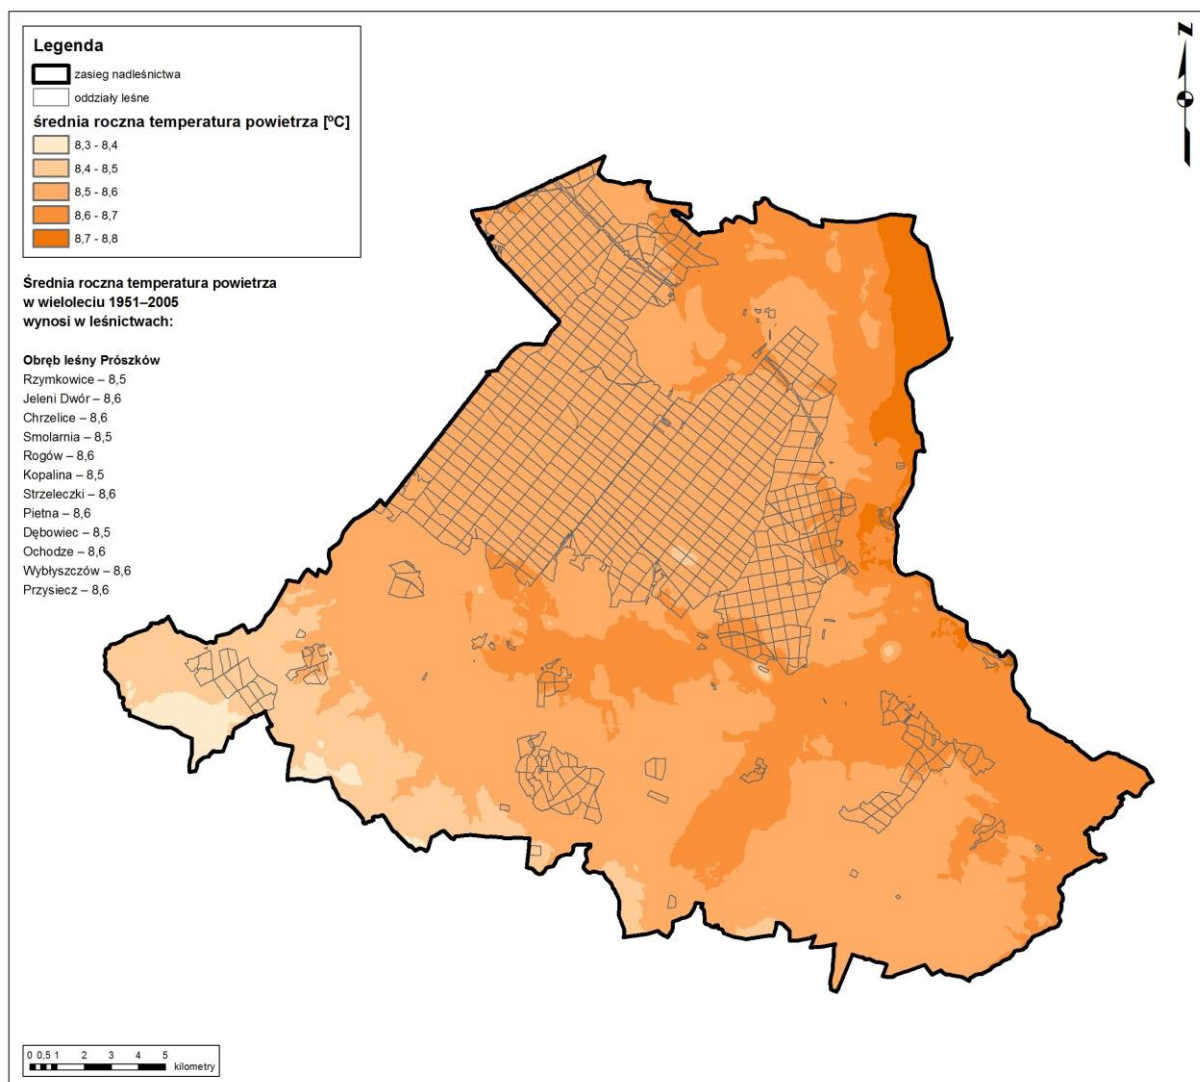 Legenda
zasięg nadleśnictwa
oddziały leśne
średnia roczna temperatura powietrza [ºC]
8,3 - 8,4
8,4 - 8,5
8,5 - 8,6
8,6 - 8,7
8,7 - 8,8
Średnia roczna temperatura powietrza
w wieloleciu 1951–2005
wynosi w leśnictwach:
Obręb leśny Prószków
Rzymkowice – 8,5
Jeleni Dwór – 8,6
Chrzelice – 8,6
Smolarnia – 8,5
Rogów – 8,6
Kopalina – 8,5
Strzeleczki – 8,6
Pietna – 8,6
Dębowiec – 8,5
Ochodze – 8,6
Wybłyszczów – 8,6
Przysiecz – 8,6
N
0 0,5 1 2 3 4 5
kilometry